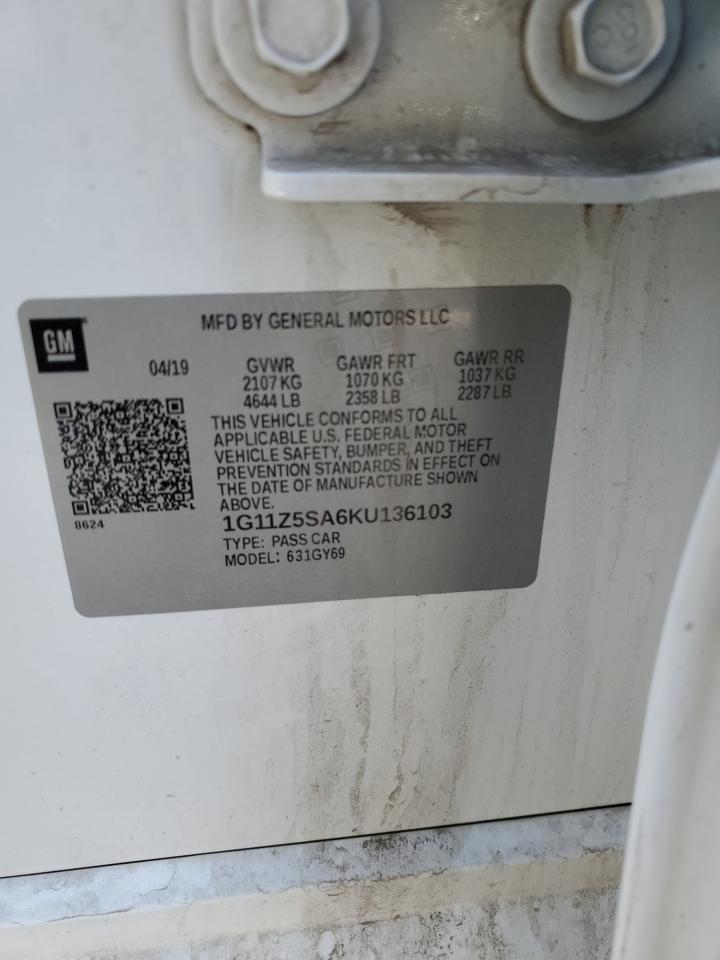 GM
MFD BY GENERAL MOTORS LLC
04/19 GVWR GAWR FRT GAWR RR
2107 KG 1070 KG 1037 KG
4644 LB 2358 LB 2287 LB
THIS VEHICLE CONFORMS TO ALL
APPLICABLE U.S. FEDERAL MOTOR
VEHICLE SAFETY, BUMPER, AND THEFT
PREVENTION STANDARDS IN EFFECT ON
THE DATE OF MANUFACTURE SHOWN
ABOVE.
8624
1G11Z5SA6KU136103
TYPE: PASS CAR
MODEL: 631GY69